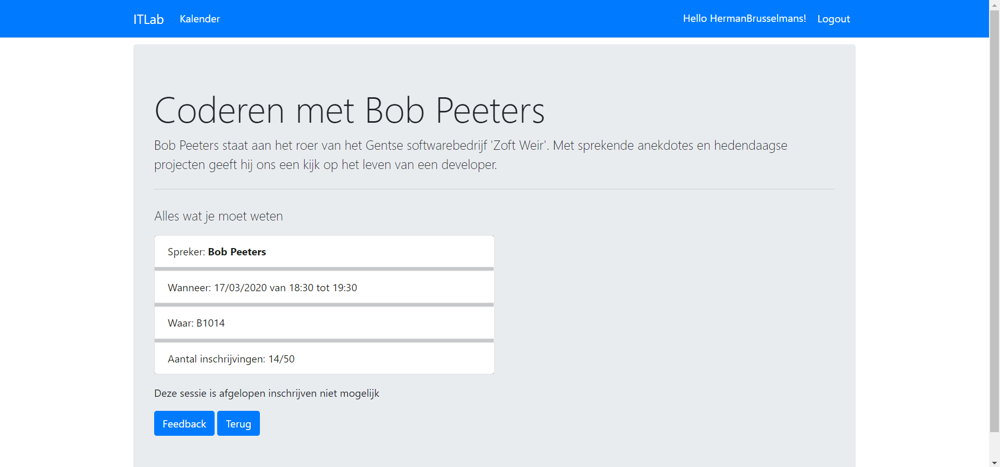 ITLab Kalender Hello HermanBrusselmans! Logout
Coderen met Bob Peeters
Bob Peeters staat aan het roer van het Gentse softwarebedrijf 'Zoft Weir'. Met sprekende anekdotes en hedendaagse
projecten geeft hij ons een kijk op het leven van een developer.
Alles wat je moet weten
Spreker: Bob Peeters
Wanneer: 17/03/2020 van 18:30 tot 19:30
Waar: B1014
Aantal inschrijvingen: 14/50
Deze sessie is afgelopen inschrijven niet mogelijk
Feedback Terug